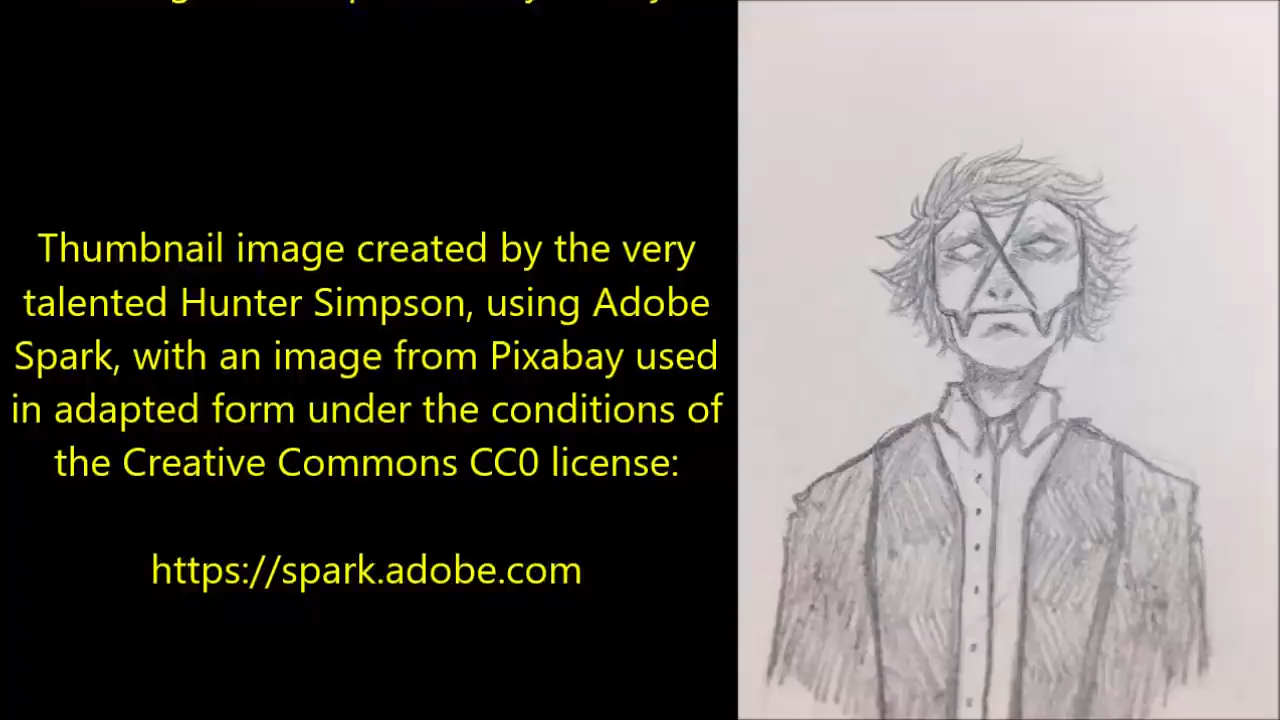 Thumbnail image created by the very
talented Hunter Simpson, using Adobe
Spark, with an image from Pixabay used
in adapted form under the conditions of
the Creative Commons CC0 license:
https://spark.adobe.com